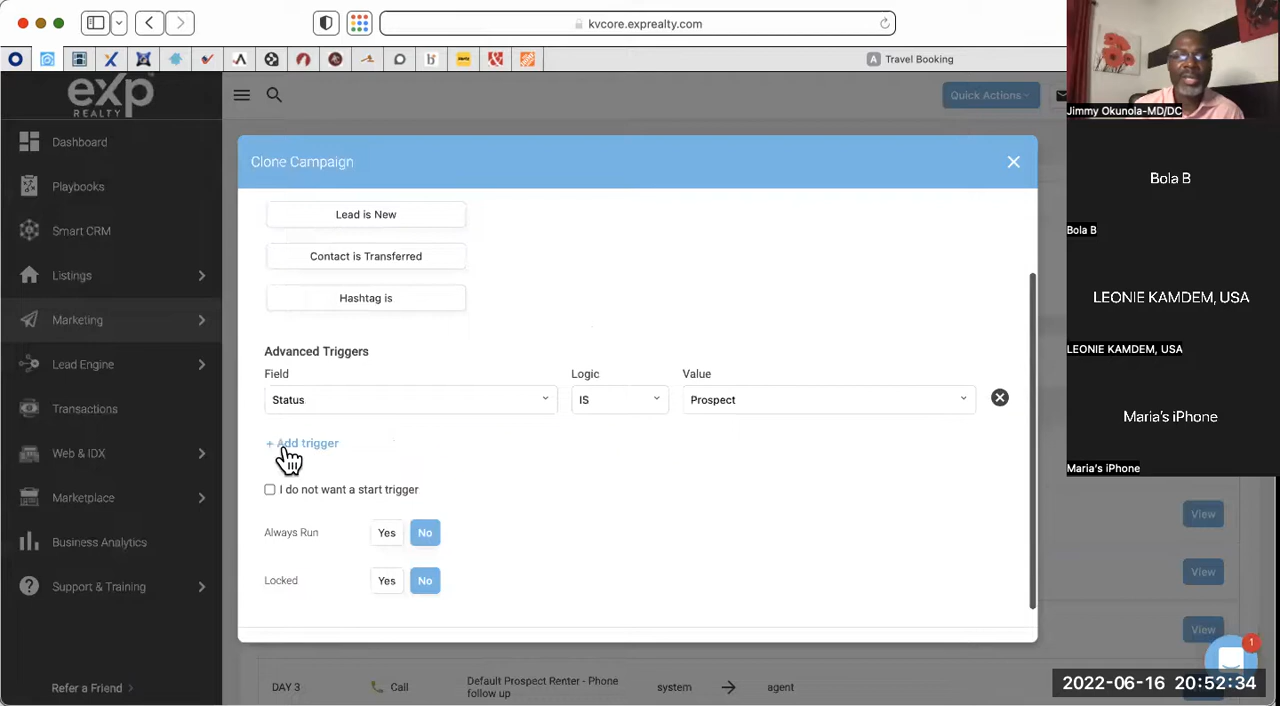 kvcore.exprealty.com
Travel Booking
exp
REALTY
Quick Actions
Jimmy Okunola-MD/DC
Dashboard
Playbooks
Smart CRM
Listings
Marketing
Lead Engine
Transactions
Web & IDX
Marketplace
Business Analytics
Support & Training
Refer a Friend
Clone Campaign
Lead is New
Contact is Transferred
Hashtag is
Advanced Triggers
Field
Logic
Value
Status
IS
Prospect
+ Add trigger
I do not want a start trigger
Always Run
Yes
No
Locked
Yes
No
View
View
View
DAY 3
Call
Default Prospect Renter - Phone
follow up
system
agent
Bola B
Bola B
LEONIE KAMDEM, USA
LEONIE KAMDEM, USA
Maria's iPhone
Maria's iPhone
1
2022-06-16 20:52:34